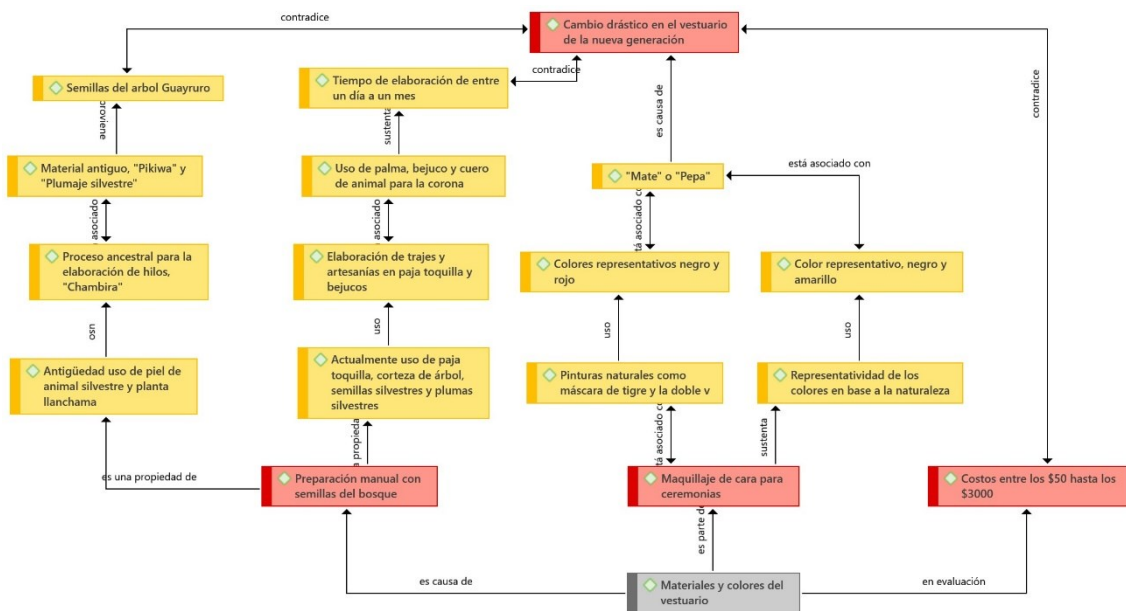 contradice
Cambio drástico en el vestuario
de la nueva generación
contradice
contradice
Semillas del arbol Guayruro
Tiempo de elaboración de entre
un día a un mes
proviene
sustenta
es causa de
Material antiguo, "Pikiwa" y
"Plumaje silvestre"
Uso de palma, bejuco y cuero
de animal para la corona
"Mate" o "Pepa"
está asociado con
asociado
asociado
tá asociado co
Proceso ancestral para la
elaboración de hilos,
"Chambira"
Elaboración de trajes y
artesanías en paja toquilla y
bejucos
Colores representativos negro y
rojo
Color representativo, negro y
amarillo
uso
uso
uso
uso
Antigüedad uso de piel de
animal silvestre y planta
llanchama
Actualmente uso de paja
toquilla, corteza de árbol,
semillas silvestres y plumas
silvestres
Pinturas naturales como
máscara de tigre y la doble v
Representatividad de los
colores en base a la naturaleza
es una propiedad de
a propieda
tá asociado co
sustenta
Preparación manual con
semillas del bosque
Maquillaje de cara para
ceremonias
Costos entre los $50 hasta los
$3000
es causa de
es parte de
en evaluación
Materiales y colores del
vestuario